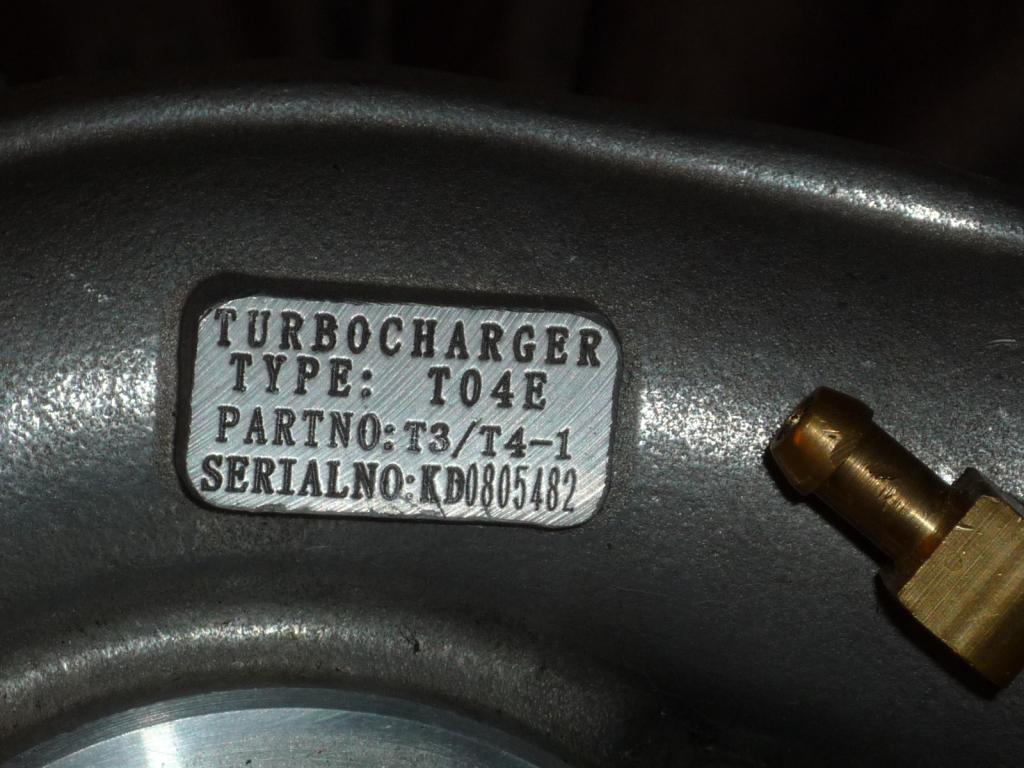 TURBOCHARGER
TYPE: T04E
PARTNO:T3/T4-1
SERIALNO:KD0805482